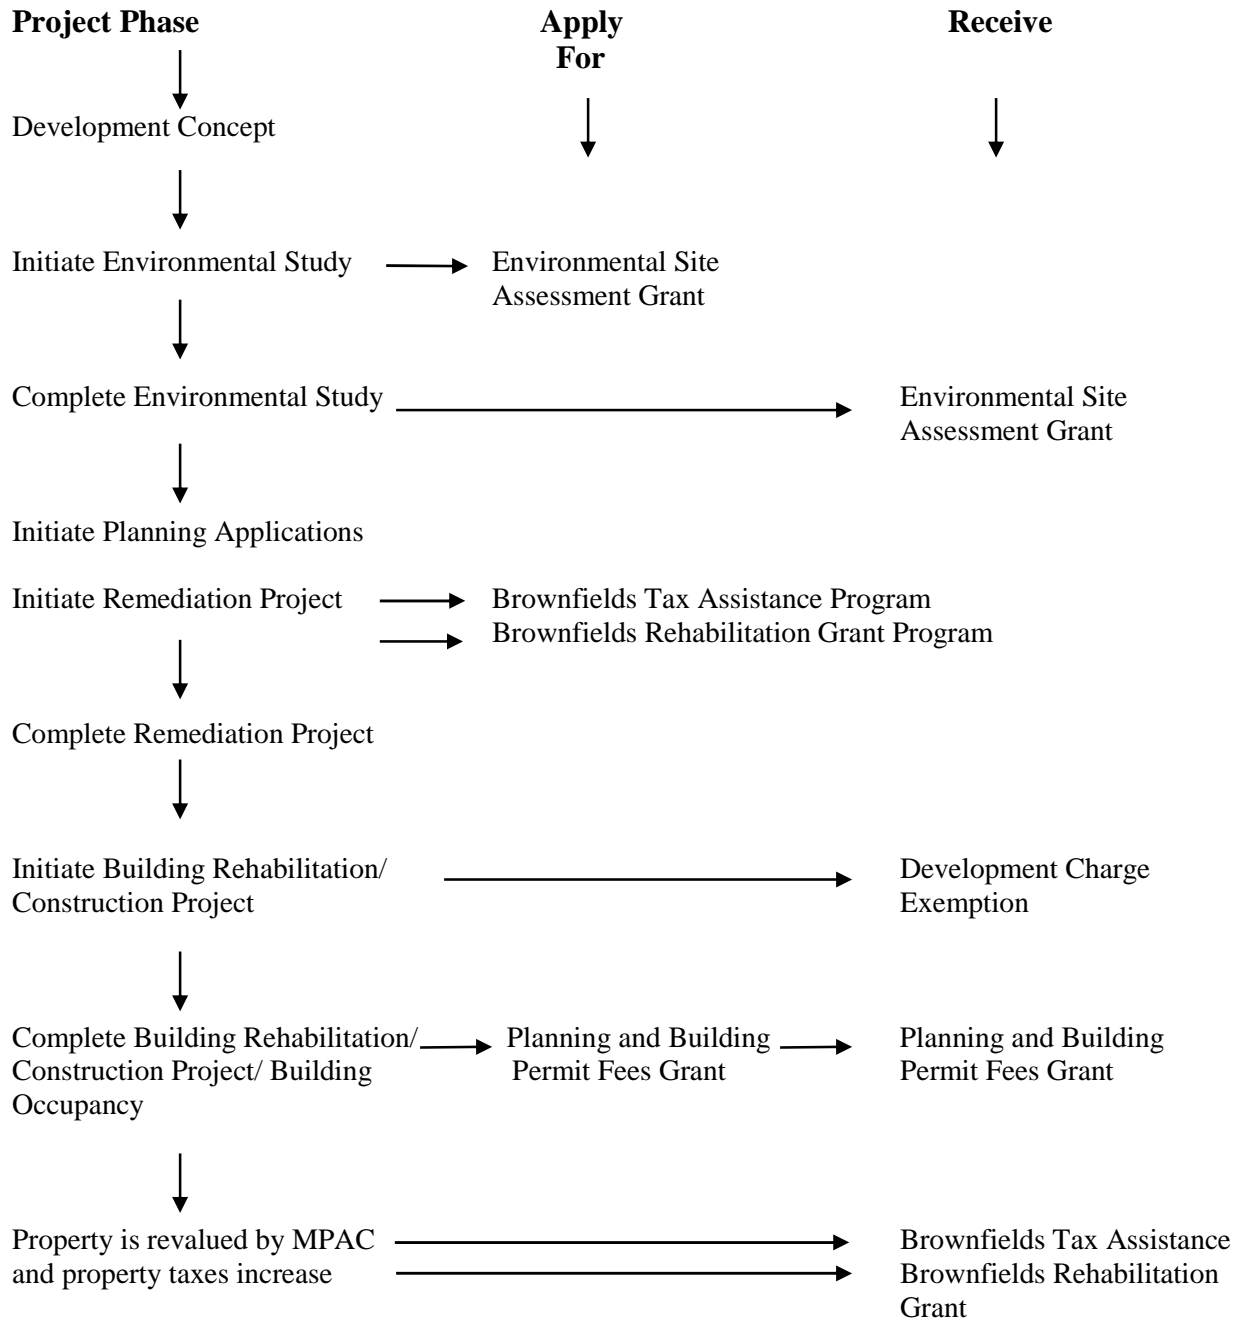 Project Phase
Apply
For
Receive
Development Concept
Initiate Environmental Study
Environmental Site
Assessment Grant
Complete Environmental Study
Environmental Site
Assessment Grant
Initiate Planning Applications
Initiate Remediation Project
Brownfields Tax Assistance Program
Brownfields Rehabilitation Grant Program
Complete Remediation Project
Initiate Building Rehabilitation/
Construction Project
Development Charge
Exemption
Complete Building Rehabilitation/
Construction Project/ Building
Occupancy
Planning and Building
Permit Fees Grant
Planning and Building
Permit Fees Grant
Property is revalued by MPAC
and property taxes increase
Brownfields Tax Assistance
Brownfields Rehabilitation
Grant